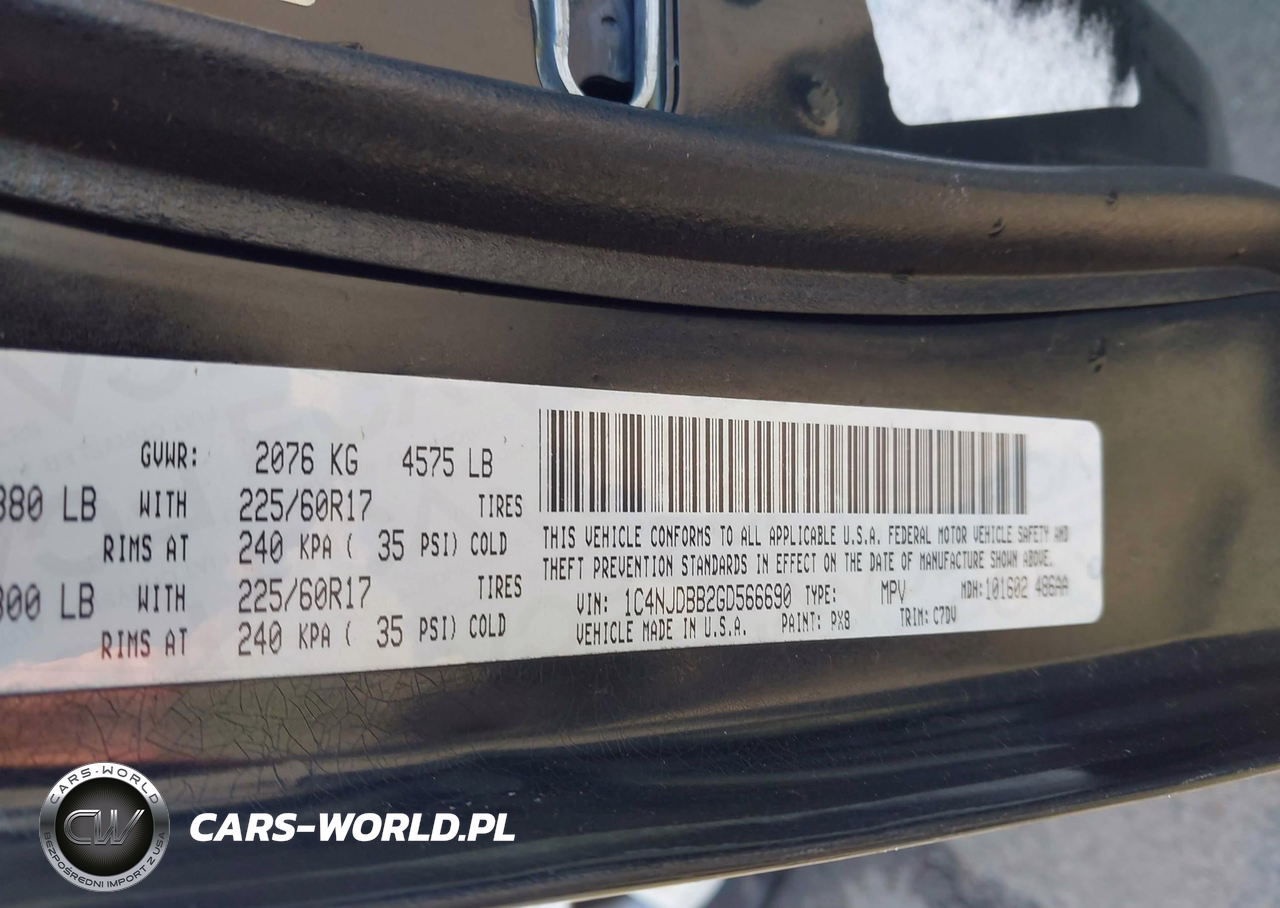 GVWR: 2076 KG 4575 LB
LB WITH 225/60R17 TIRES
RIMS AT 240 KPA ( 35 PSI) COLD
LB WITH 225/60R17 TIRES
RIMS AT 240 KPA ( 35 PSI) COLD
THIS VEHICLE CONFORMS TO ALL APPLICABLE U.S.A. FEDERAL MOTOR VEHICLE SAFETY AND
THEFT PREVENTION STANDARDS IN EFFECT ON THE DATE OF MANUFACTURE SHOWN ABOVE.
VIN: 1C4NJDBB2GD566690 TYPE: MPV MDH: 101602 486AA
VEHICLE MADE IN U.S.A. PAINT: PX8 TRIM: C7DV
CARS-WORLD
CW
BEZPOŚREDNI IMPORT Z USA
CARS-WORLD.PL